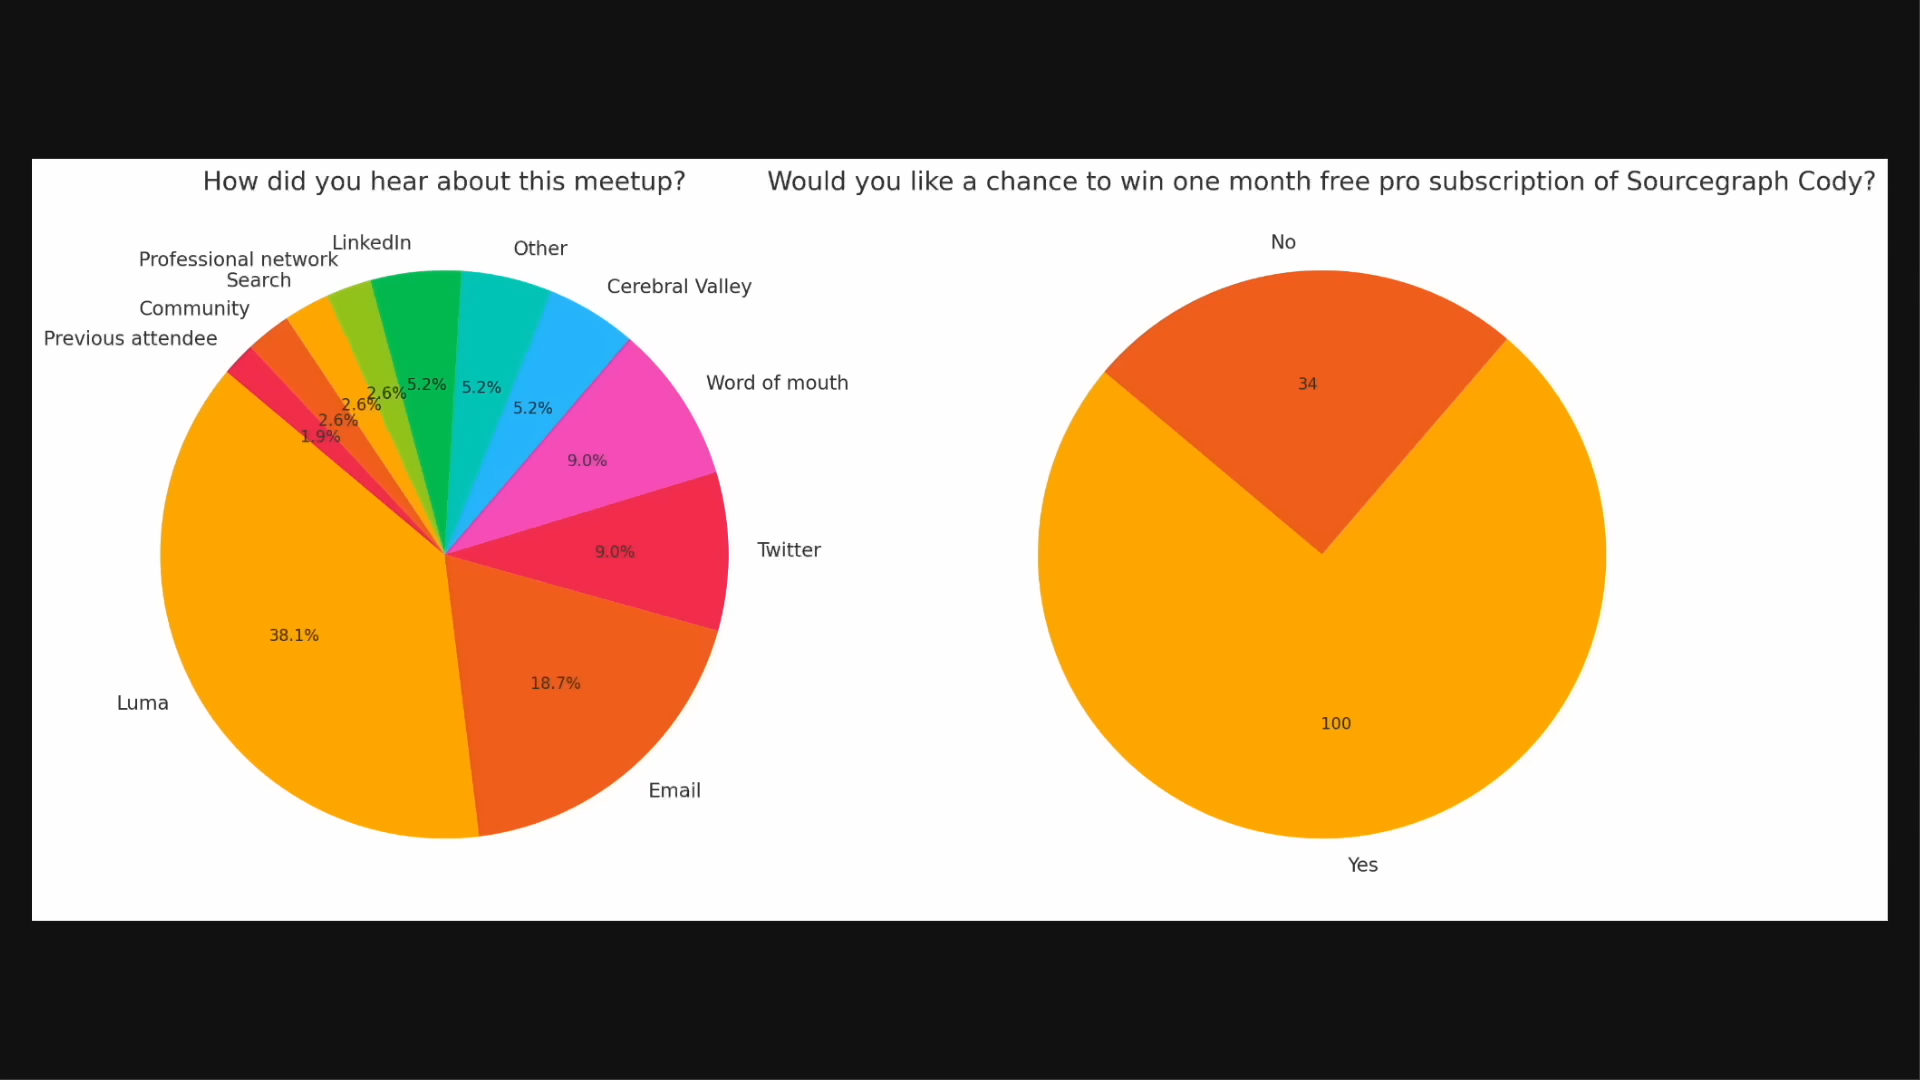 How did you hear about this meetup?
LinkedIn
Other
Professional network
Search
Cerebral Valley
Community
Previous attendee
Word of mouth
5.2%
5.2%
2.6%
2.6%
5.2%
2.6%
1.9%
9.0%
9.0%
Twitter
38.1%
18.7%
Luma
Email
Would you like a chance to win one month free pro subscription of Sourcegraph Cody?
No
34
100
Yes